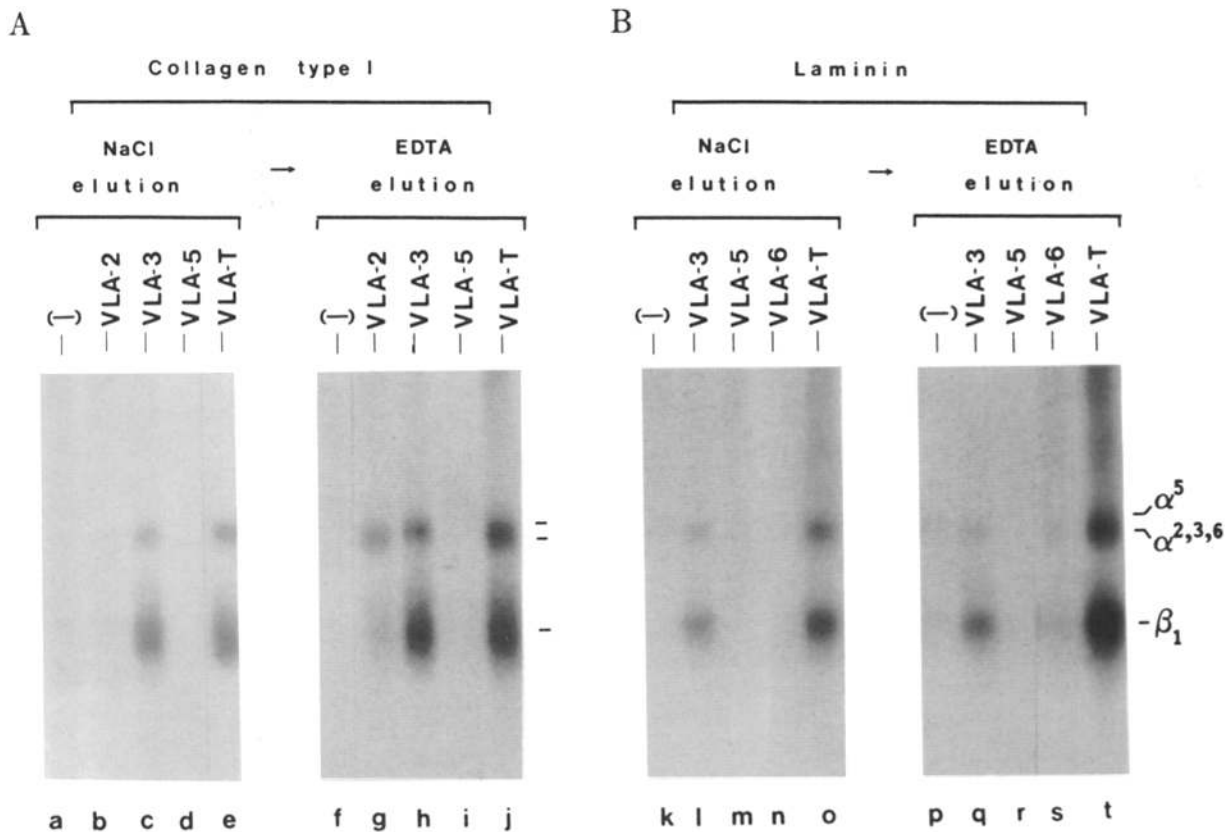 A
Collagen type I
NaCl elution → EDTA elution
(—) VLA-2 VLA-3 VLA-5 VLA-T
(—) VLA-2 VLA-3 VLA-5 VLA-T
a b c d e f g h i j
B
Laminin
NaCl elution → EDTA elution
(—) VLA-3 VLA-5 VLA-6 VLA-T
(—) VLA-3 VLA-5 VLA-6 VLA-T
α⁵
α²,³,⁶
β₁
k l m n o p q r s t